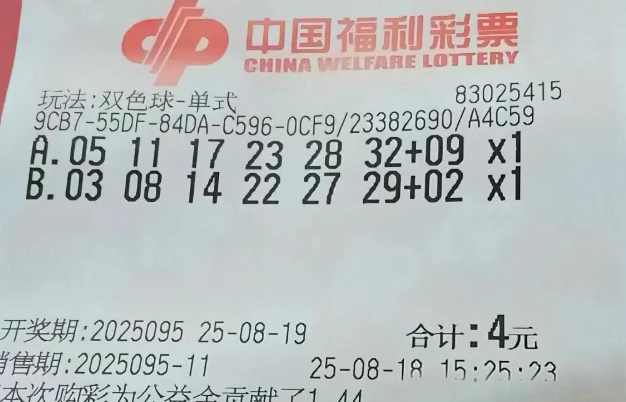 中国福利彩票
CHINA WELFARE LOTTERY
玩法:双色球-单式 83025415
9CB7-55DF-84DA-C596-0CF9/23382690/A4C59
A.05 11 17 23 28 32+09 x1
B.03 08 14 22 27 29+02 x1
开奖期:2025095 25-08-19 合计:4元
销售期:2025095-11 25-08-18 15:25:23
本次购彩为公益金贡献了1.44